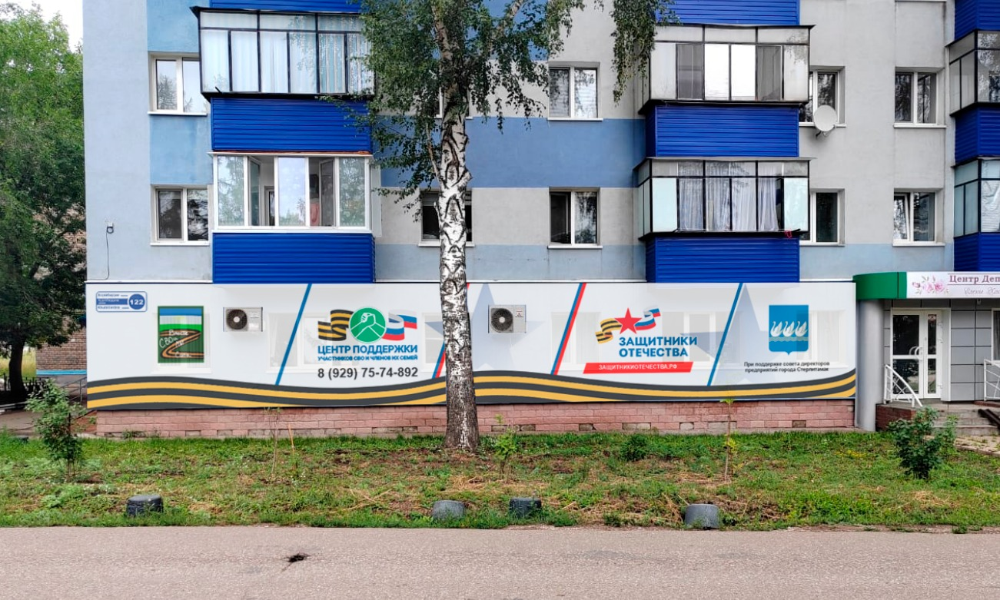 122
СВОИ
ЦЕНТР ПОДДЕРЖКИ
УЧАСТНИКОВ СВО И ЧЛЕНОВ ИХ СЕМЕЙ
8 (929) 75-74-892
ЗАЩИТНИКИ
ОТЕЧЕСТВА
ЗАЩИТНИКИОТЕЧЕСТВА.РФ
При поддержке совета директоров
предприятий города Стерлитамак
Центр